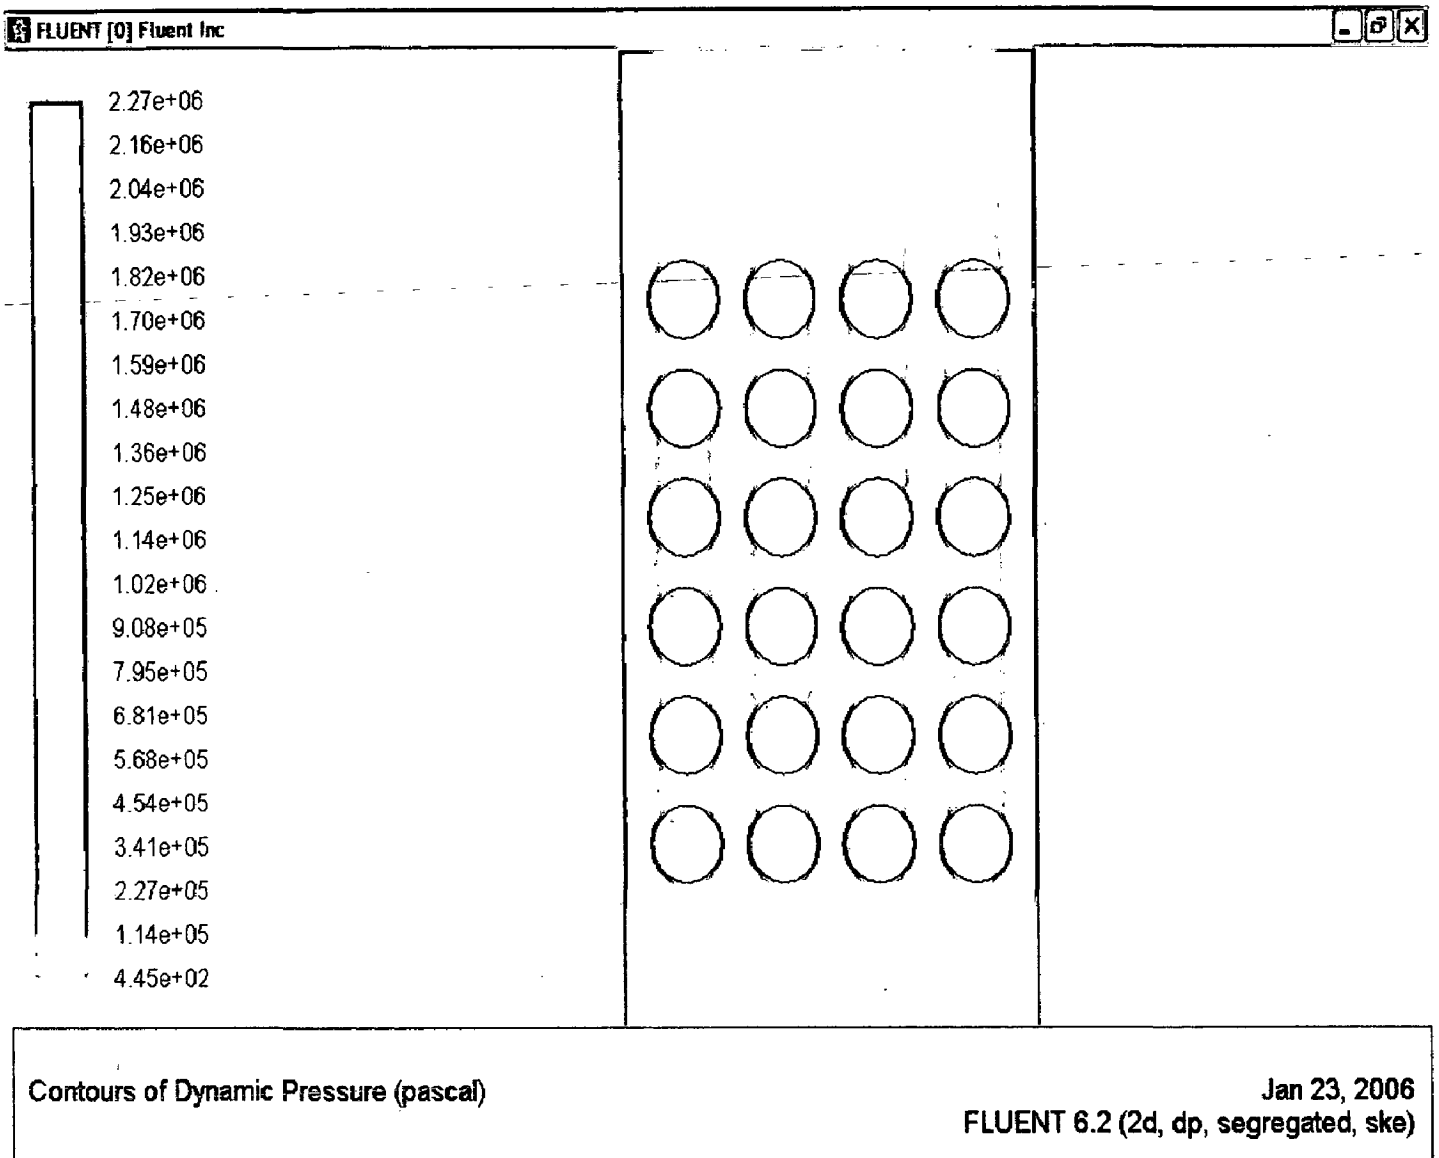 FLUENT [0] Fluent Inc
2.27e+06
2.16e+06
2.04e+06
1.93e+06
1.82e+06
1.70e+06
1.59e+06
1.48e+06
1.36e+06
1.25e+06
1.14e+06
1.02e+06
9.08e+05
7.95e+05
6.81e+05
5.68e+05
4.54e+05
3.41e+05
2.27e+05
1.14e+05
4.45e+02
Contours of Dynamic Pressure (pascal)
Jan 23, 2006
FLUENT 6.2 (2d, dp, segregated, ske)